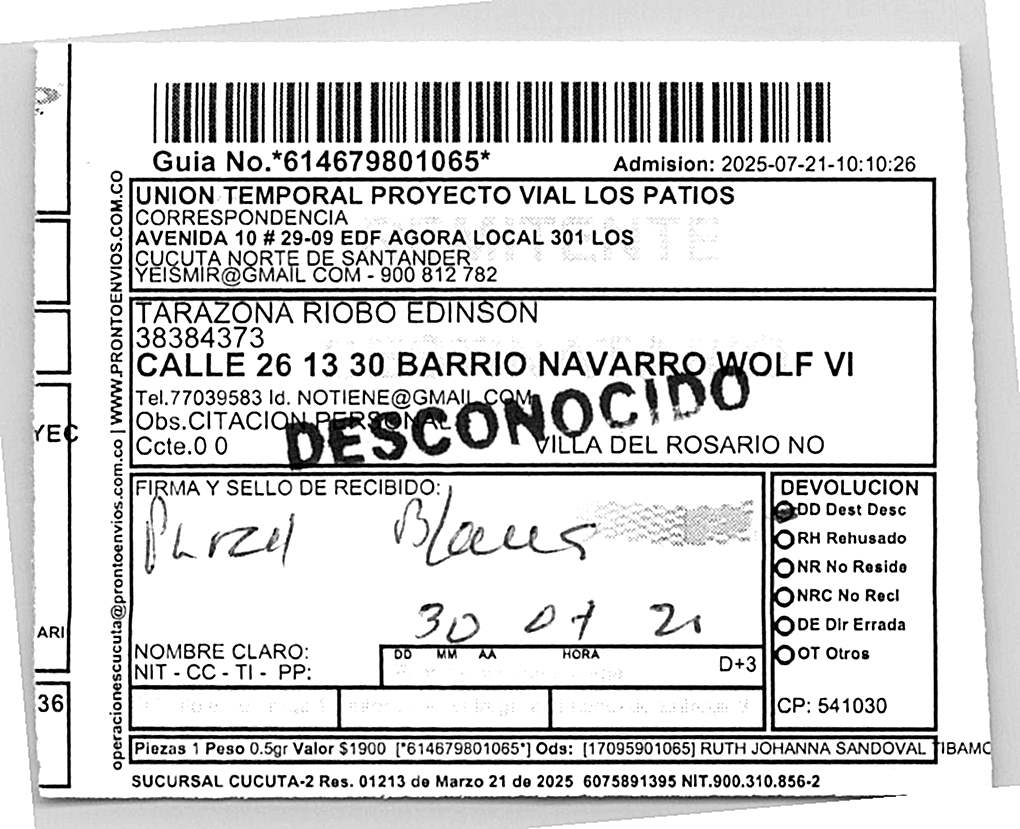 Guia No.*614679801065*
Admision: 2025-07-21-10:10:26
operacionescucuta@prontoenvios.com.co | WWW.PRONTOENVIOS.COM.CO
UNION TEMPORAL PROYECTO VIAL LOS PATIOS
CORRESPONDENCIA
AVENIDA 10 # 29-09 EDF AGORA LOCAL 301 LOS
CUCUTA NORTE DE SANTANDER
YEISMIR@GMAIL COM - 900 812 782
TARAZONA RIOBO EDINSON
38384373
CALLE 26 13 30 BARRIO NAVARRO WOLF VI
Tel.77039583 Id. NOTIENE@GMAIL COM
Obs.CITACION PERSONAL
DESCONOCIDO
Ccte.0 0 VILLA DEL ROSARIO NO
YEC
ARI
36
FIRMA Y SELLO DE RECIBIDO:
Blanco
30 07 21
NOMBRE CLARO:
NIT - CC - TI - PP:
DD MM AA HORA
D+3
DEVOLUCION
DD Dest Desc
RH Rehusado
NR No Reside
NRC No Recl
DE Dir Errada
OT Otros
CP: 541030
Piezas 1 Peso 0.5gr Valor $1900 [*614679801065*] Ods: [17095901065] RUTH JOHANNA SANDOVAL TIBAMO
SUCURSAL CUCUTA-2 Res. 01213 de Marzo 21 de 2025 6075891395 NIT.900.310.856-2